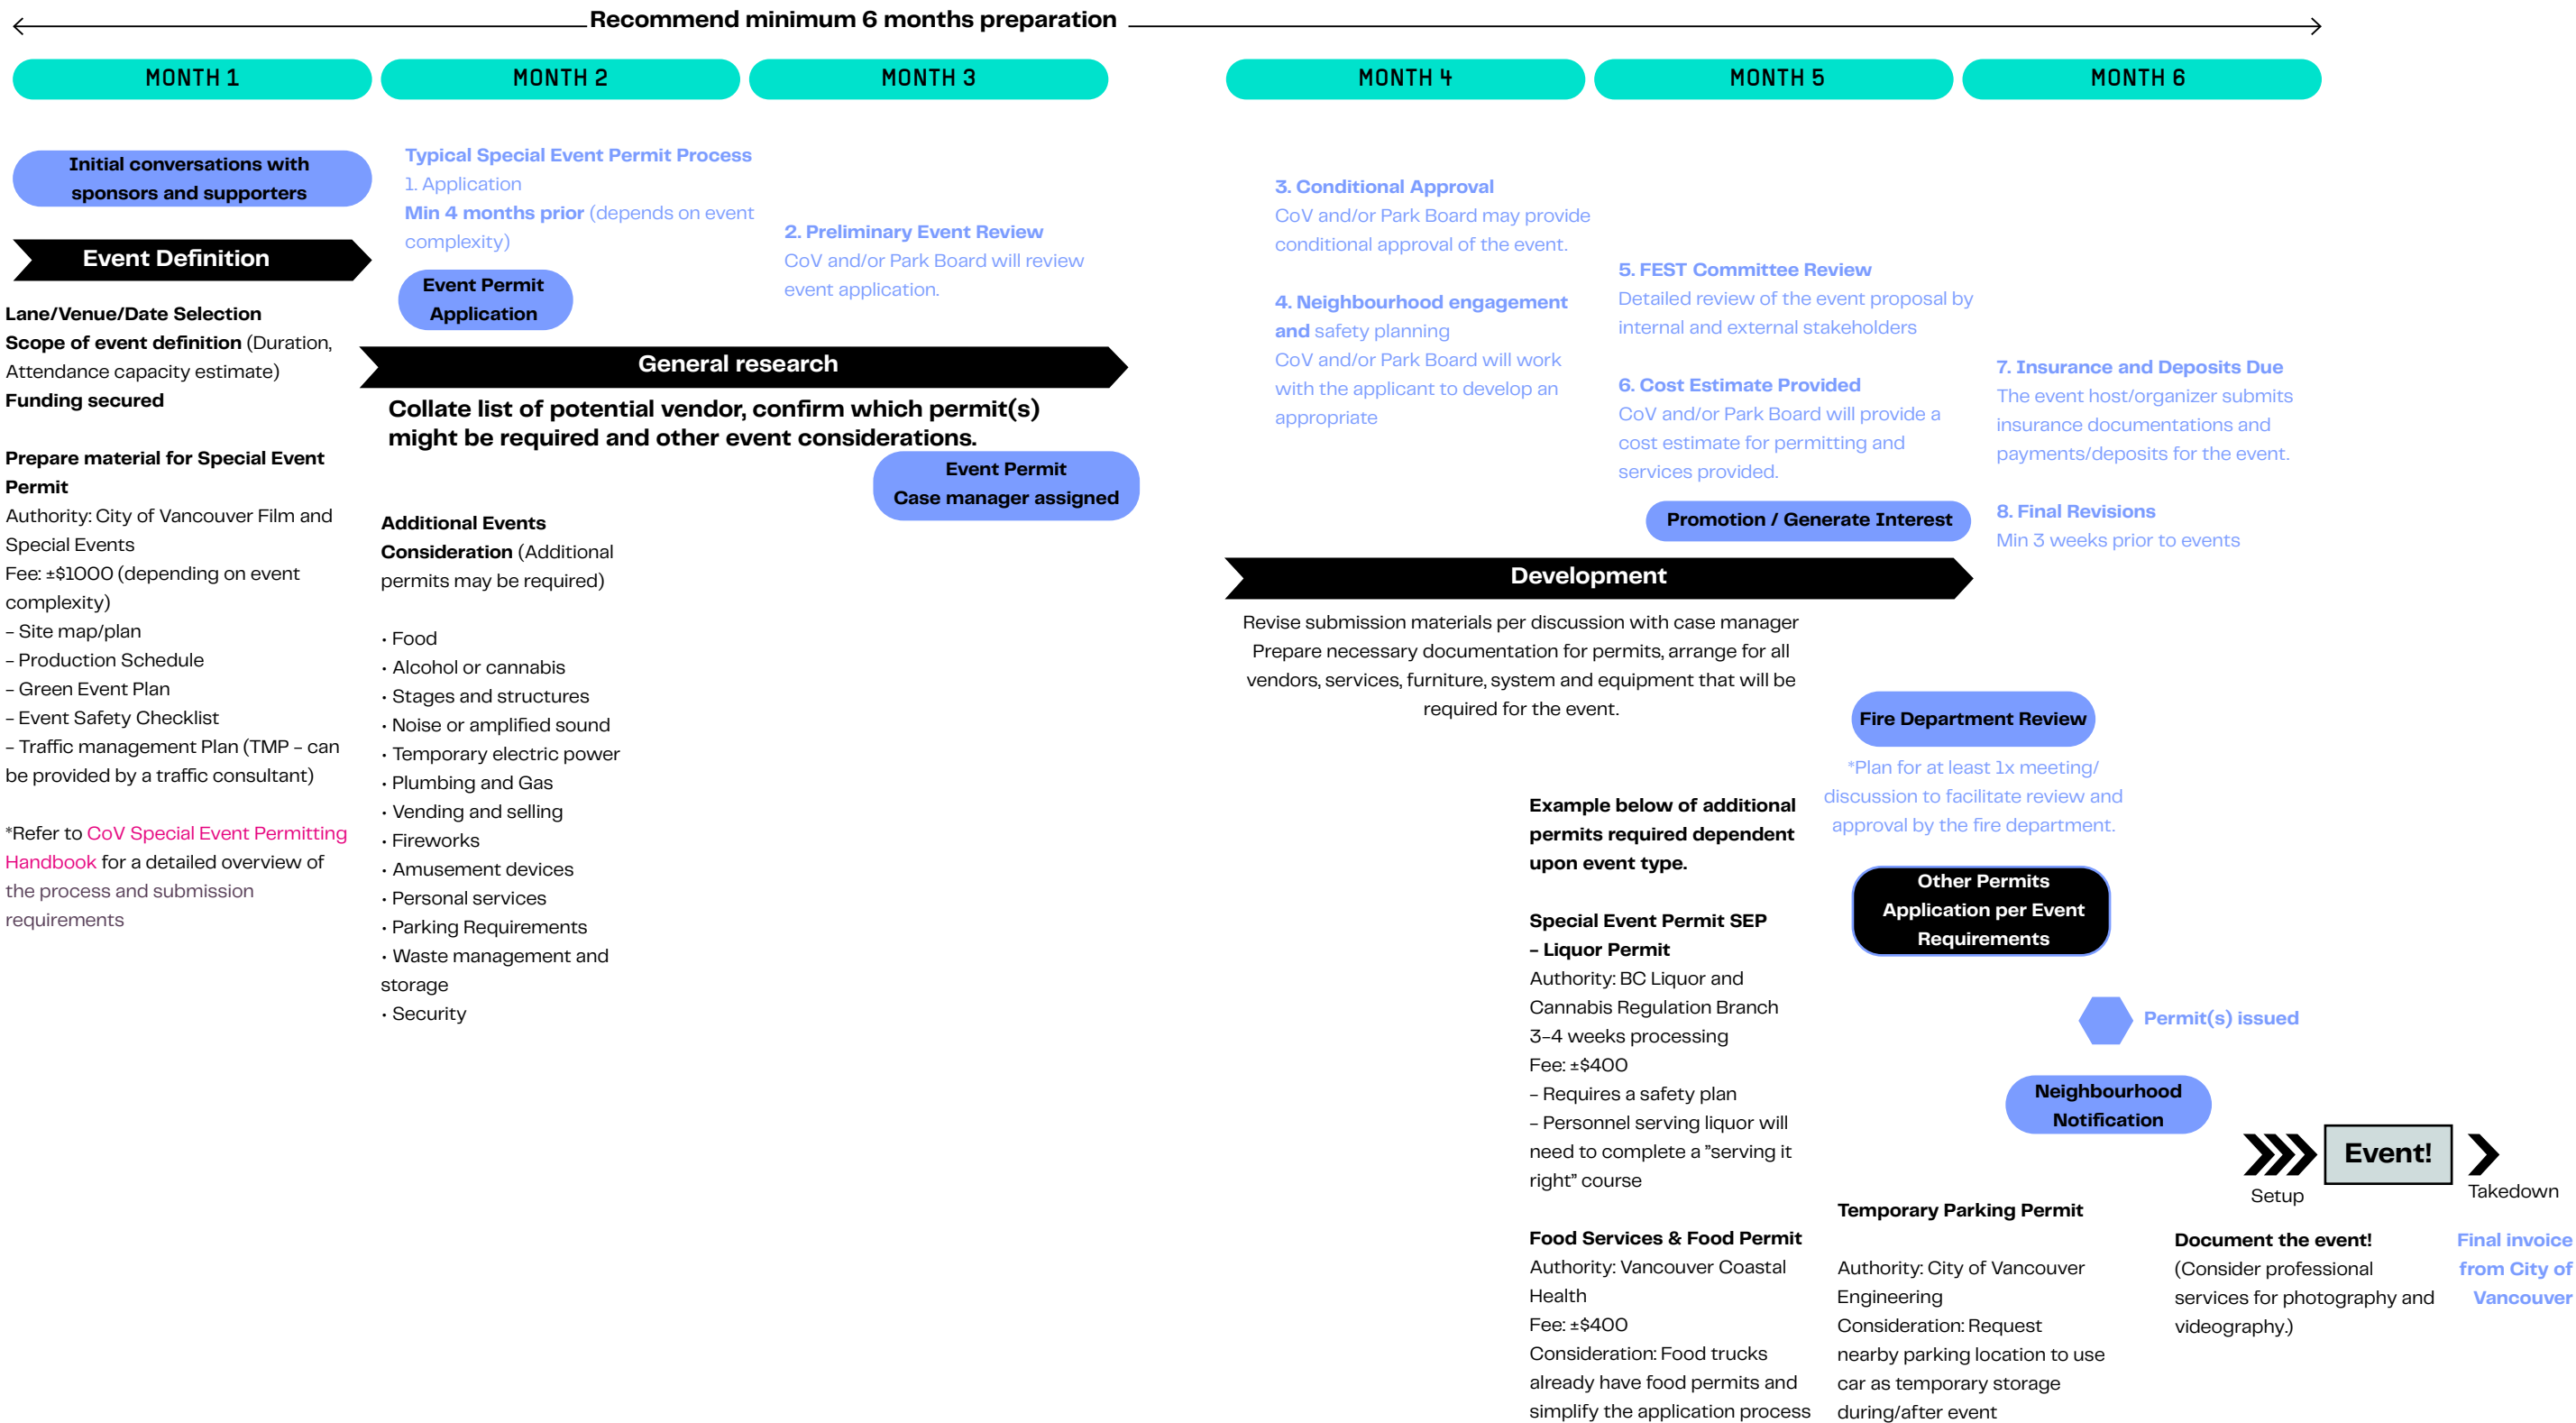 Recommend minimum 6 months preparation
MONTH 1
MONTH 2
MONTH 3
MONTH 4
MONTH 5
MONTH 6
Initial conversations with
sponsors and supporters
Event Definition
Lane/Venue/Date Selection
Scope of event definition (Duration,
Attendance capacity estimate)
Funding secured
Prepare material for Special Event
Permit
Authority: City of Vancouver Film and
Special Events
Fee: ±$1000 (depending on event
complexity)
- Site map/plan
- Production Schedule
- Green Event Plan
- Event Safety Checklist
- Traffic management Plan (TMP - can
be provided by a traffic consultant)
*Refer to CoV Special Event Permitting
Handbook for a detailed overview of
the process and submission
requirements
Typical Special Event Permit Process
1. Application
Min 4 months prior (depends on event
complexity)
Event Permit
Application
2. Preliminary Event Review
CoV and/or Park Board will review
event application.
General research
Collate list of potential vendor, confirm which permit(s)
might be required and other event considerations.
Event Permit
Case manager assigned
Additional Events
Consideration (Additional
permits may be required)
• Food
• Alcohol or cannabis
• Stages and structures
• Noise or amplified sound
• Temporary electric power
• Plumbing and Gas
• Vending and selling
• Fireworks
• Amusement devices
• Personal services
• Parking Requirements
• Waste management and
storage
• Security
3. Conditional Approval
CoV and/or Park Board may provide
conditional approval of the event.
4. Neighbourhood engagement
and safety planning
CoV and/or Park Board will work
with the applicant to develop an
appropriate
5. FEST Committee Review
Detailed review of the event proposal by
internal and external stakeholders
6. Cost Estimate Provided
CoV and/or Park Board will provide a
cost estimate for permitting and
services provided.
Promotion / Generate Interest
7. Insurance and Deposits Due
The event host/organizer submits
insurance documentations and
payments/deposits for the event.
8. Final Revisions
Min 3 weeks prior to events
Development
Revise submission materials per discussion with case manager
Prepare necessary documentation for permits, arrange for all
vendors, services, furniture, system and equipment that will be
required for the event.
Fire Department Review
*Plan for at least 1x meeting/
discussion to facilitate review and
approval by the fire department.
Other Permits
Application per Event
Requirements
Example below of additional
permits required dependent
upon event type.
Special Event Permit SEP
- Liquor Permit
Authority: BC Liquor and
Cannabis Regulation Branch
3-4 weeks processing
Fee: ±$400
- Requires a safety plan
- Personnel serving liquor will
need to complete a "serving it
right" course
Food Services & Food Permit
Authority: Vancouver Coastal
Health
Fee: ±$400
Consideration: Food trucks
already have food permits and
simplify the application process
Permit(s) issued
Neighbourhood
Notification
Temporary Parking Permit
Authority: City of Vancouver
Engineering
Consideration: Request
nearby parking location to use
car as temporary storage
during/after event
Setup
Event!
Takedown
Document the event!
(Consider professional
services for photography and
videography.)
Final invoice
from City of
Vancouver